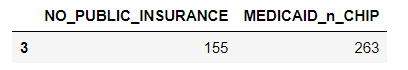 NO_PUBLIC_INSURANCE MEDICAID_n_CHIP
3 155 263